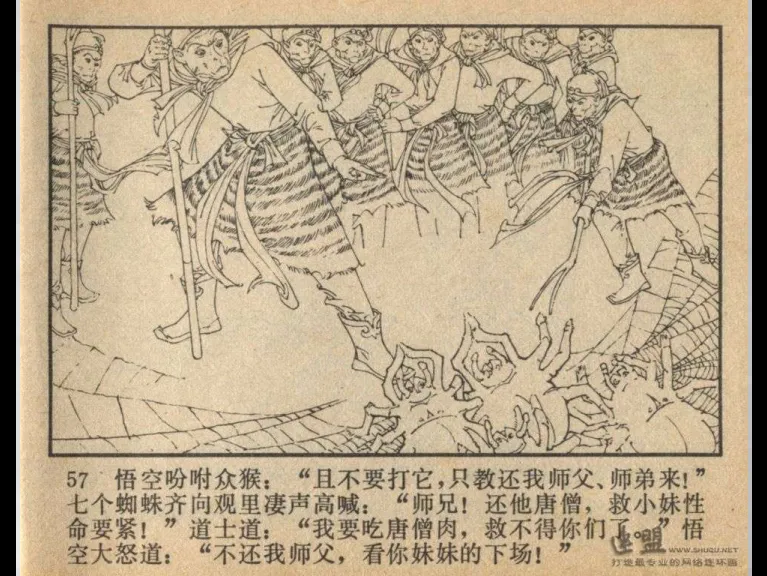 57 悟空吩咐众猴：“且不要打它，只教还我师父、师弟来！”
七个蜘蛛齐向观里凄声高喊：“师兄！还他唐僧，救小妹性
命要紧！”道士道：“我要吃唐僧肉，救不得你们了。”悟
空大怒道：“不还我师父，看你妹妹的下场！”
连盟 WWW.SHUQU.NET
打造最专业的网络连环画